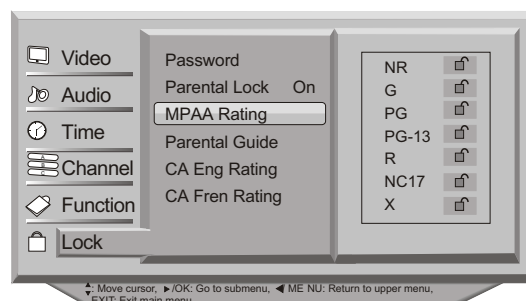 Video
Audio
Time
Channel
Function
Lock
Password
Parental Lock On
MPAA Rating
Parental Guide
CA Eng Rating
CA Fren Rating
NR
G
PG
PG-13
R
NC17
X
: Move cursor, /OK: Go to submenu, ME NU: Return to upper menu,
EXIT: Exit main menu